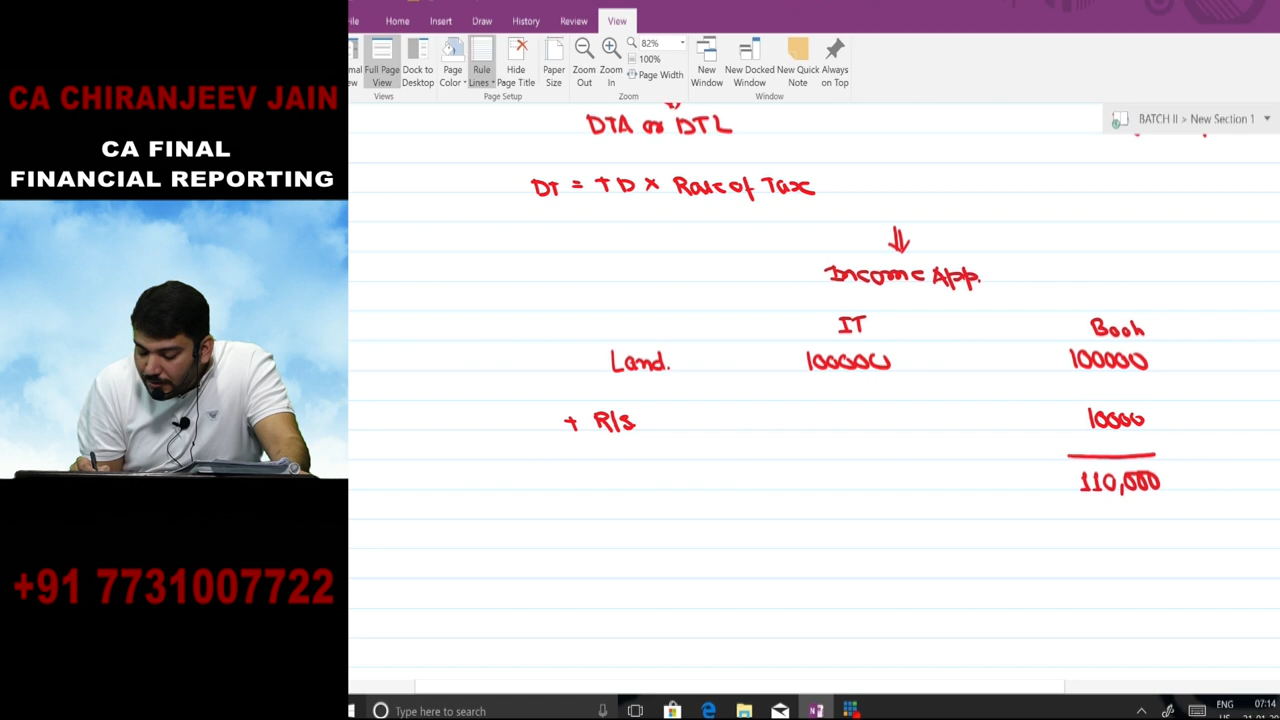 CA CHIRANJEEV JAIN
CA FINAL
FINANCIAL REPORTING
+91 7731007722
ile Home Insert Draw History Review View
mal Full Page Dock to
iew View Desktop
Views
Page Rule Hide Paper
Color Lines Page Title Size
Page Setup
Zoom Zoom
Out In
82%
100%
Page Width
Zoom
New New Docked New Quick Always
Window Window Note on Top
Window
BATCH II > New Section 1
DTA or DTL
DT = TD × Rate of Tax
⇓
Income App.
IT Book
Land. 100000 100000
+ R/s 10000
110,000
Type here to search
ENG 07:14